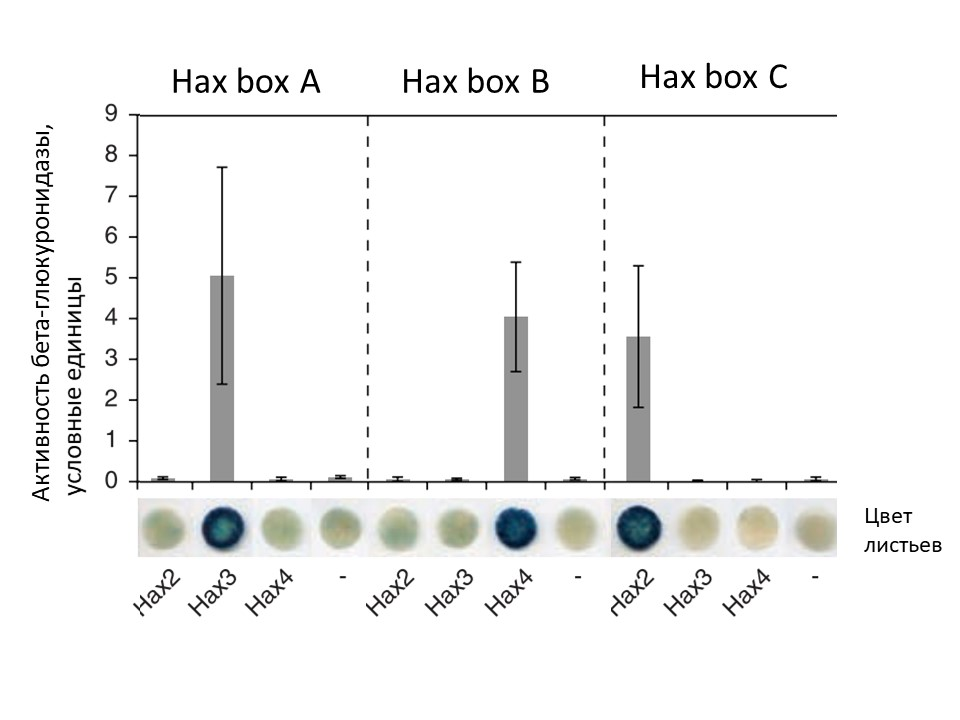 Hax box A
Hax box B
Hax box C
Активность бета-глюкуронидазы,
условные единицы
9
8
7
6
5
4
3
2
1
0
Цвет
листьев
Hax2
Hax3
Hax4
-
Hax2
Hax3
Hax4
-
Hax2
Hax3
Hax4
-